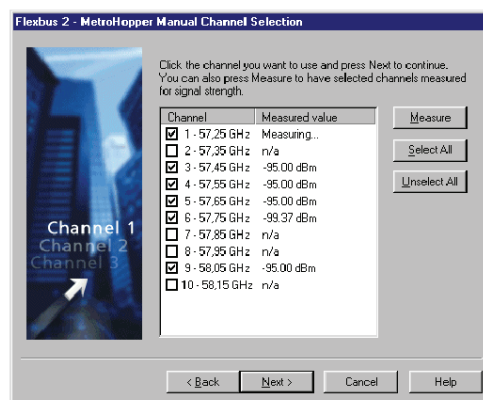 Flexbus 2 - MetroHopper Manual Channel Selection
Click the channel you want to use and press Next to continue.
You can also press Measure to have selected channels measured
for signal strength.
Channel Measured value
1 - 57,25 GHz Measuring...
2 - 57,35 GHz n/a
3 - 57,45 GHz -95.00 dBm
4 - 57,55 GHz -95.00 dBm
5 - 57,65 GHz -95.00 dBm
6 - 57,75 GHz -99.37 dBm
7 - 57,85 GHz n/a
8 - 57,95 GHz n/a
9 - 58,05 GHz -95.00 dBm
10 - 58,15 GHz n/a
Measure
Select All
Unselect All
Channel 1
Channel 2
Channel 3
< Back
Next >
Cancel
Help